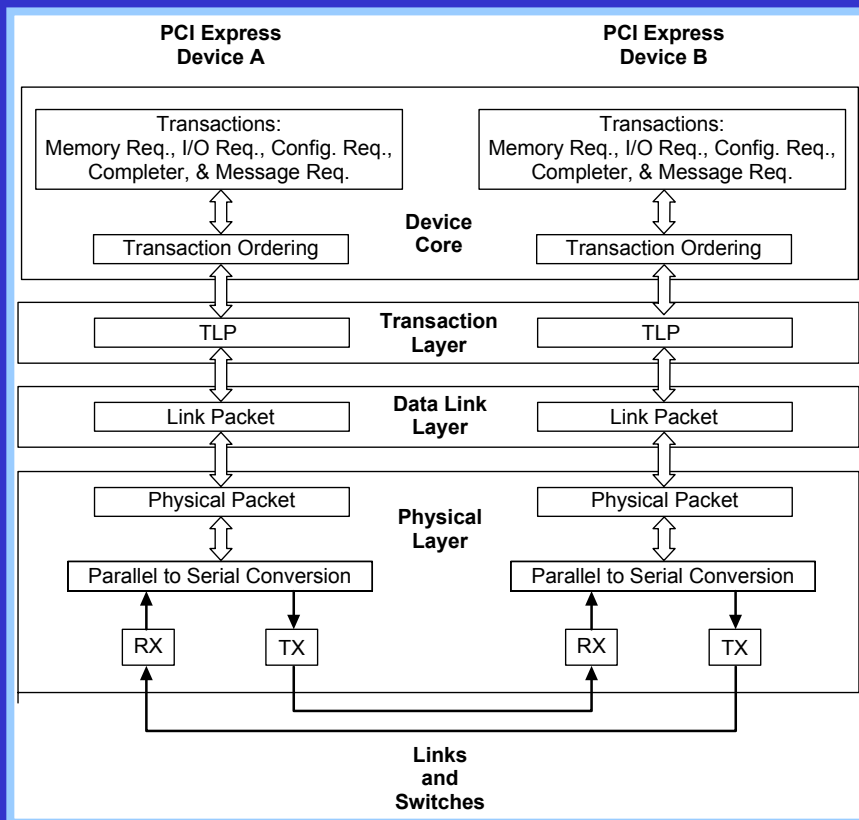 PCI Express
Device A
PCI Express
Device B
Transactions:
Memory Req., I/O Req., Config. Req.,
Completer, & Message Req.
Transactions:
Memory Req., I/O Req., Config. Req.,
Completer, & Message Req.
Device
Core
Transaction Ordering
Transaction Ordering
TLP
Transaction
Layer
TLP
Link Packet
Data Link
Layer
Link Packet
Physical Packet
Physical
Layer
Physical Packet
Parallel to Serial Conversion
Parallel to Serial Conversion
RX
TX
RX
TX
Links
and
Switches